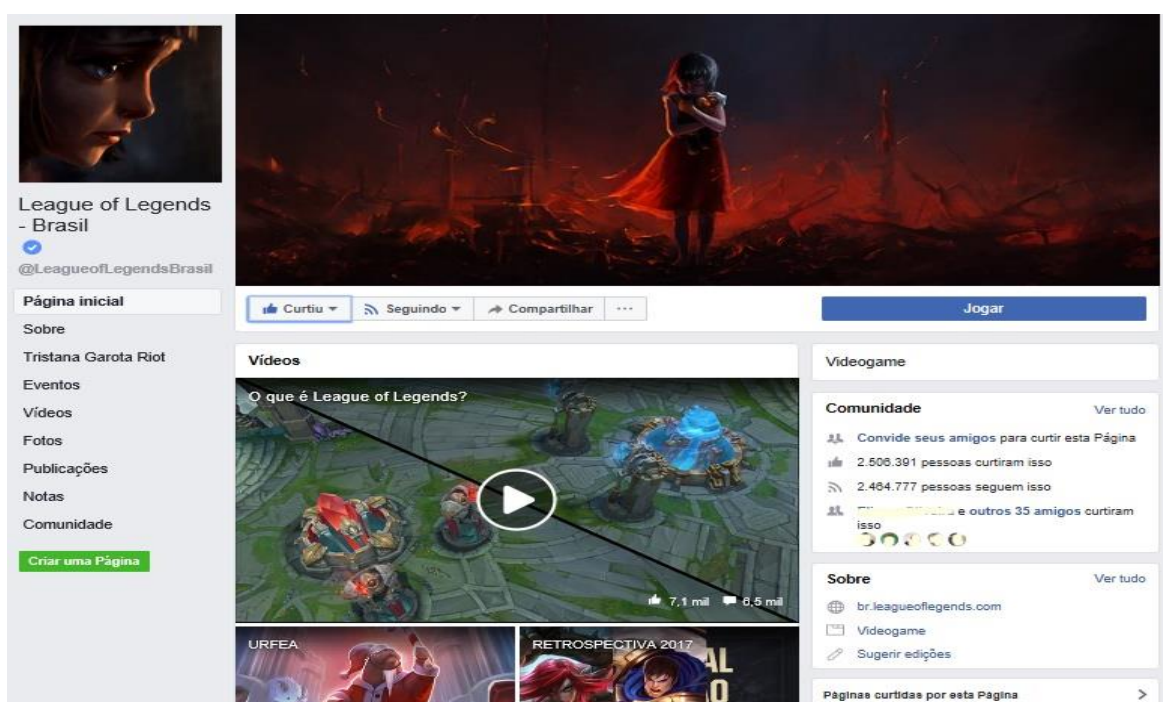 League of Legends
- Brasil
@LeagueofLegendsBrasil
Página inicial
Sobre
Tristana Garota Riot
Eventos
Vídeos
Fotos
Publicações
Notas
Comunidade
Criar uma Página
Curtiu
Seguindo
Compartilhar
...
Jogar
Vídeos
O que é League of Legends?
7,1 mil 6,5 mil
URFEA
RETROSPECTIVA 2017
Videogame
Comunidade Ver tudo
Convide seus amigos para curtir esta Página
2.506.391 pessoas curtiram isso
2.464.777 pessoas seguem isso
e outros 35 amigos curtiram
isso
Sobre Ver tudo
br.leagueoflegends.com
Videogame
Sugerir edições
Páginas curtidas por esta Página